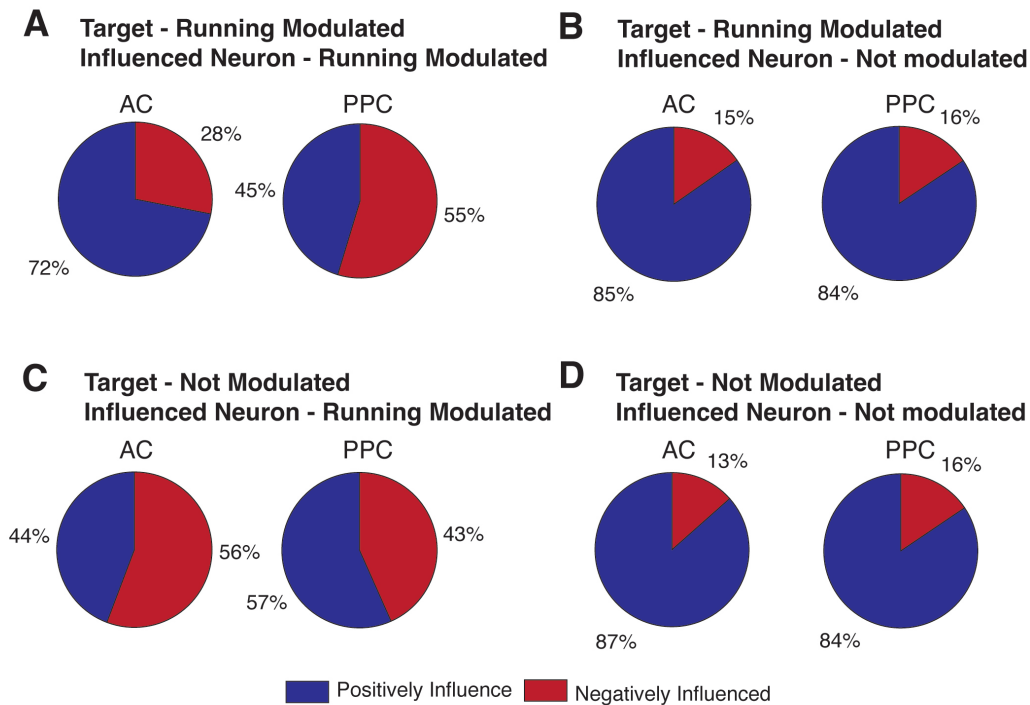 A
Target - Running Modulated
Influenced Neuron - Running Modulated
AC
PPC
28%
72%
45%
55%
B
Target - Running Modulated
Influenced Neuron - Not modulated
AC
PPC
15%
85%
16%
84%
C
Target - Not Modulated
Influenced Neuron - Running Modulated
AC
PPC
44%
56%
43%
57%
D
Target - Not Modulated
Influenced Neuron - Not modulated
AC
PPC
13%
87%
16%
84%
Positively Influence
Negatively Influenced